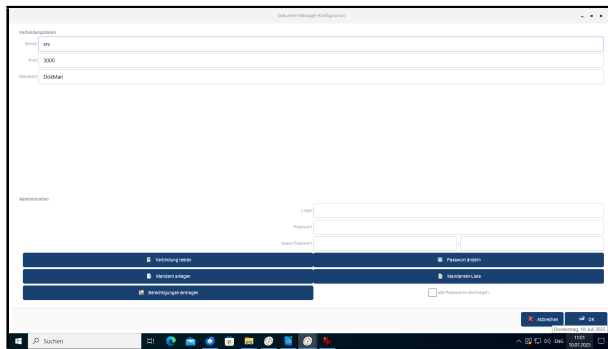 Dokument-Manager-Konfiguration
Verbindungsdaten
Server srv
Port 3000
Mandant DokMan
Administration
Login
Passwort
neues Passwort /
Verbindung testen
Passwort ändern
Mandant anlegen
Mandanten-Liste
Berechtigungen eintragen
alle Passworte übertragen
Abbrechen
OK
Donnerstag, 10. Juli 2025
Suchen
ENG
11:01
10.07.2025